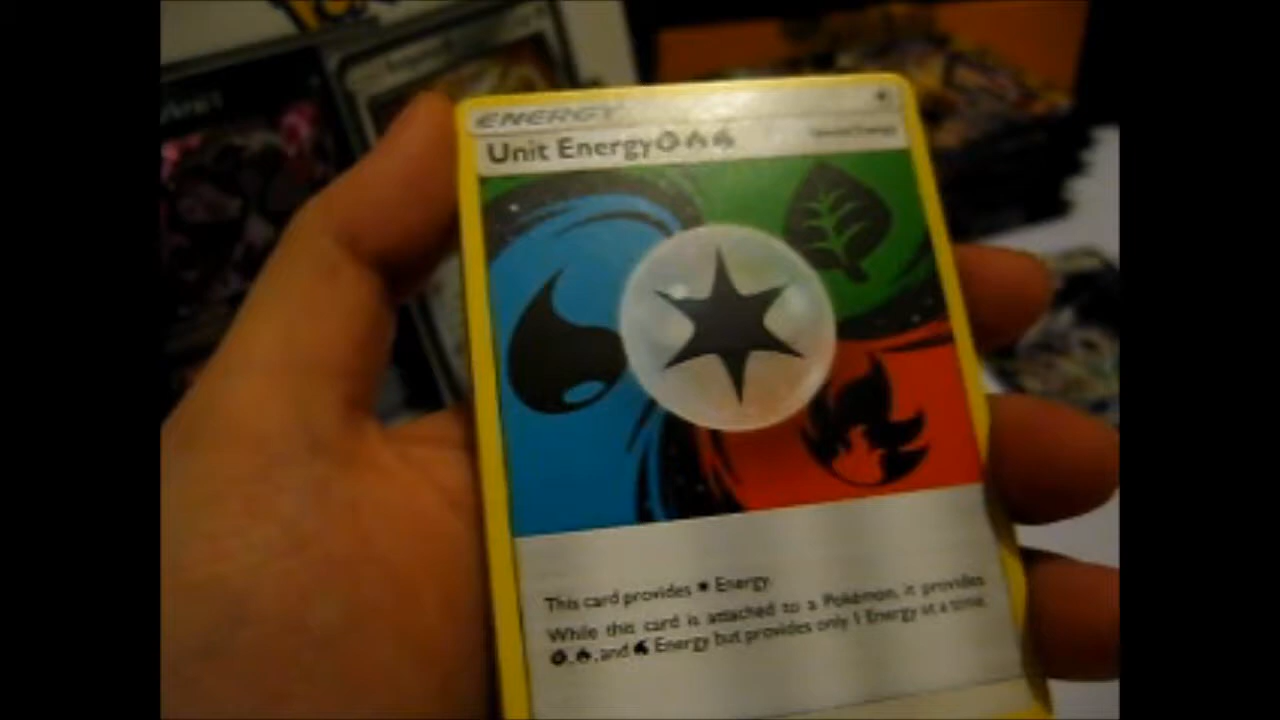 ENERGY
Unit Energy
Special Energy
This card provides Energy.
While this card is attached to a Pokémon, it provides
, , and Energy but provides only 1 Energy at a time.